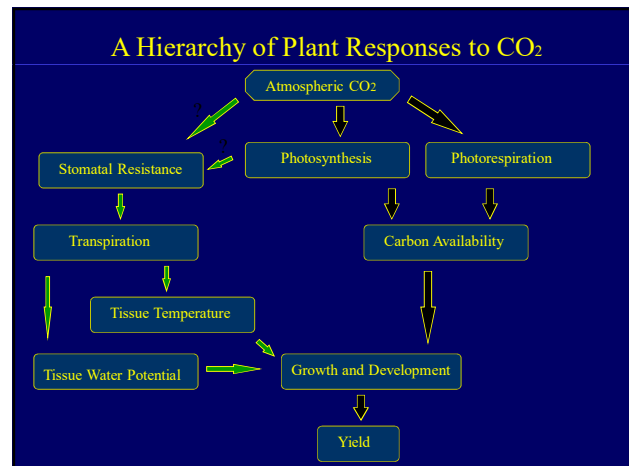 A Hierarchy of Plant Responses to CO₂
Atmospheric CO₂
?
?
Photosynthesis
Photorespiration
Stomatal Resistance
Transpiration
Carbon Availability
Tissue Temperature
Tissue Water Potential
Growth and Development
Yield